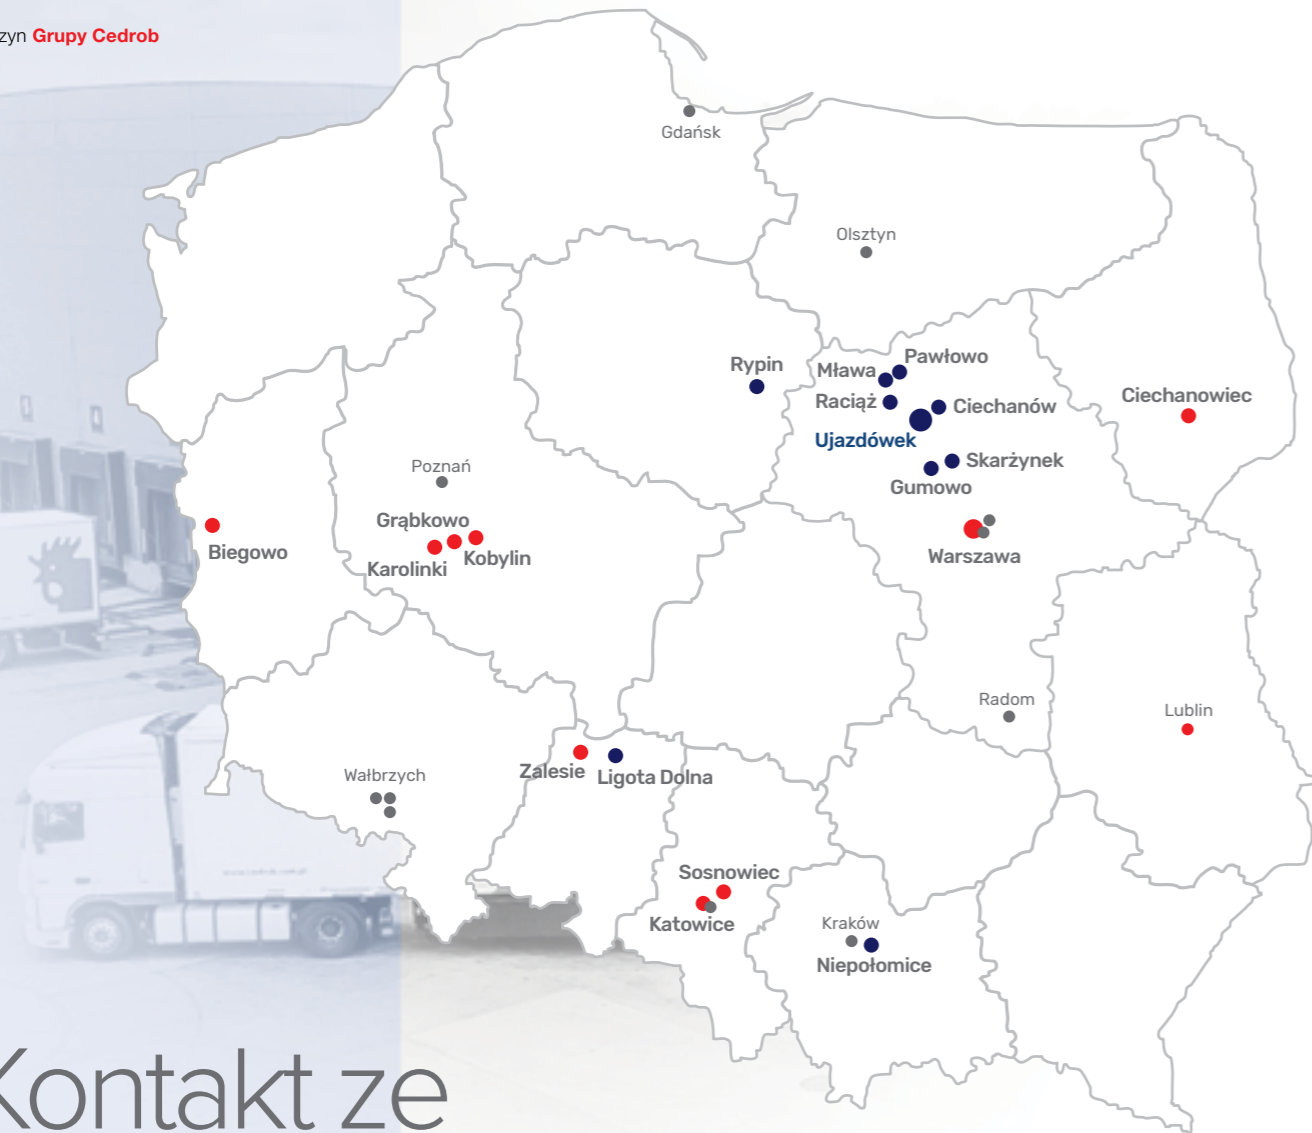 Grupy Cedrob
Gdańsk
Olsztyn
Rypin
Mława
Pawłowo
Raciąż
Ciechanów
Ciechanowiec
Ujazdówek
Poznań
Skarżynek
Gumowo
Grąbkowo
Biegowo
Kobylin
Karolinki
Warszawa
Radom
Lublin
Wałbrzych
Zalesie
Ligota Dolna
Sosnowiec
Katowice
Kraków
Niepołomice
Kontakt ze